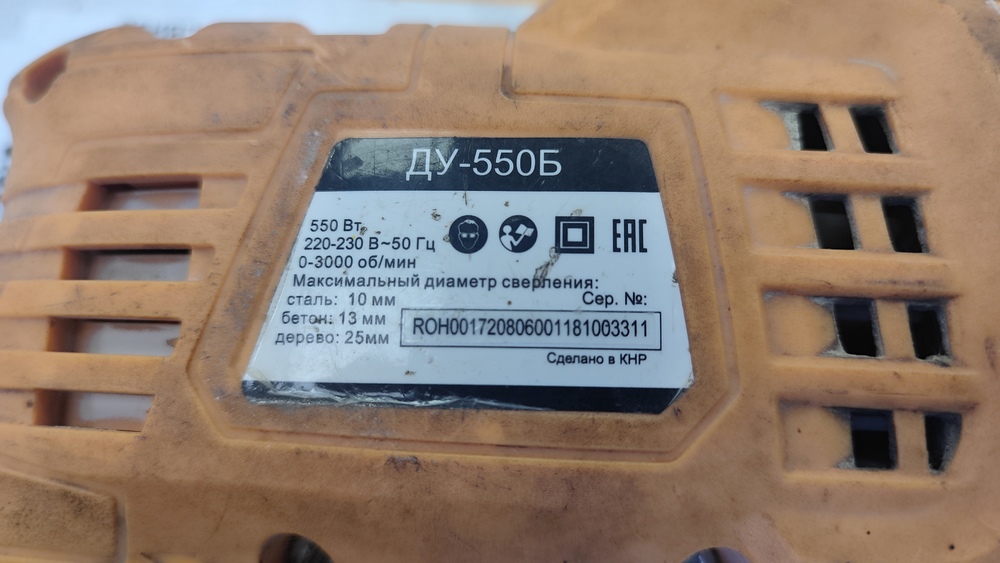 ДУ-550Б
550 Вт
220-230 В~50 Гц
0-3000 об/мин
EAC
Максимальный диаметр сверления:
сталь: 10 мм
бетон: 13 мм
дерево: 25мм
Сер. №:
ROH001720806001181003311
Сделано в КНР